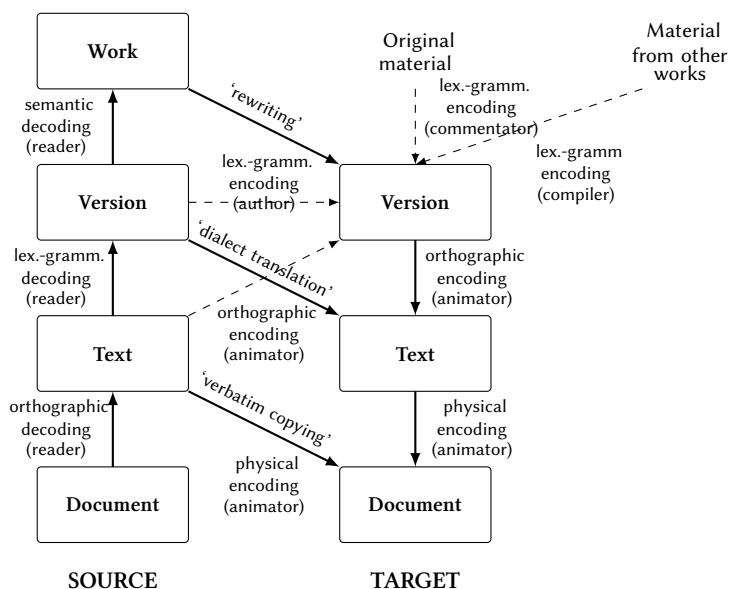 Work
Original
material
Material
from other
works
semantic
decoding
(reader)
‘rewriting’
lex.-gramm.
encoding
(commentator)
lex.-gramm
encoding
(compiler)
lex.-gramm.
encoding
(author)
Version
Version
lex.-gramm.
decoding
(reader)
‘dialect translation’
orthographic
encoding
(animator)
orthographic
encoding
(animator)
Text
Text
orthographic
decoding
(reader)
‘verbatim copying’
physical
encoding
(animator)
physical
encoding
(animator)
Document
Document
SOURCE
TARGET